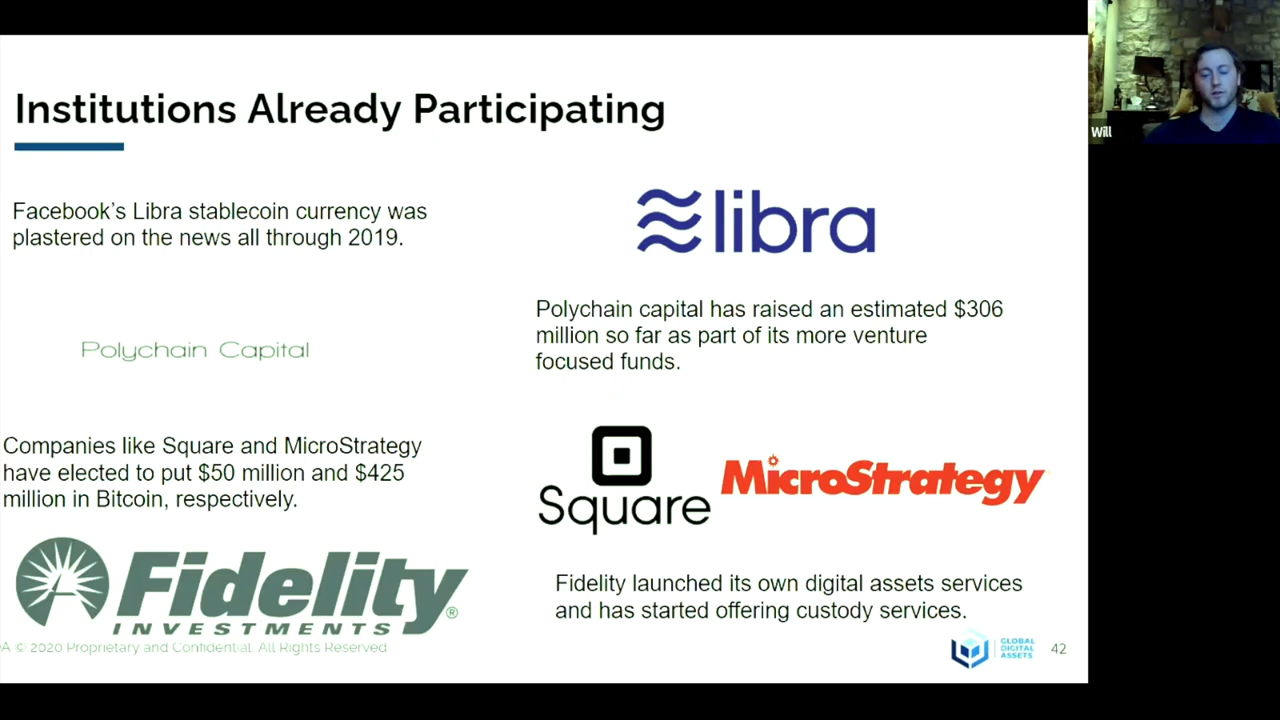 Institutions Already Participating
Will
Facebook's Libra stablecoin currency was
plastered on the news all through 2019.
libra
Polychain capital has raised an estimated $306
million so far as part of its more venture
focused funds.
Polychain Capital
Companies like Square and MicroStrategy
have elected to put $50 million and $425
million in Bitcoin, respectively.
Square
MicroStrategy
Fidelity
INVESTMENTS®
Fidelity launched its own digital assets services
and has started offering custody services.
A © 2020 Proprietary and Confidential. All Rights Reserved
GLOBAL
DIGITAL
ASSETS
42